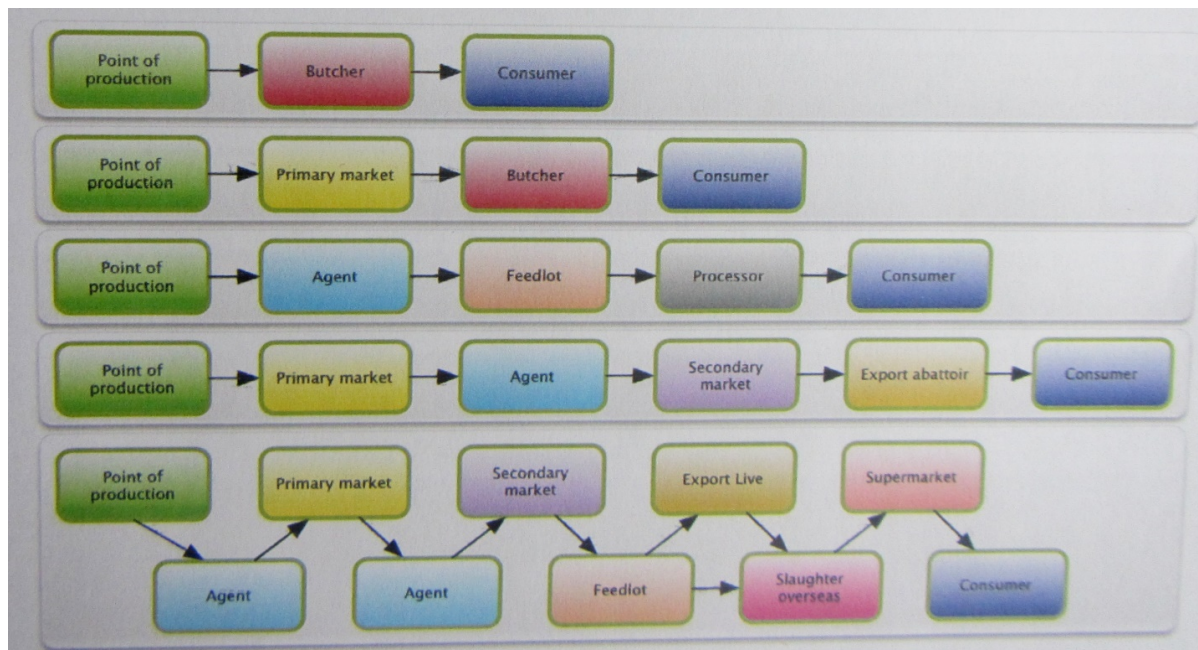 Point of
production
Butcher
Consumer
Point of
production
Primary market
Butcher
Consumer
Point of
production
Agent
Feedlot
Processor
Consumer
Point of
production
Primary market
Agent
Secondary
market
Export abattoir
Consumer
Point of
production
Primary market
Secondary
market
Export Live
Supermarket
Agent
Agent
Feedlot
Slaughter
overseas
Consumer